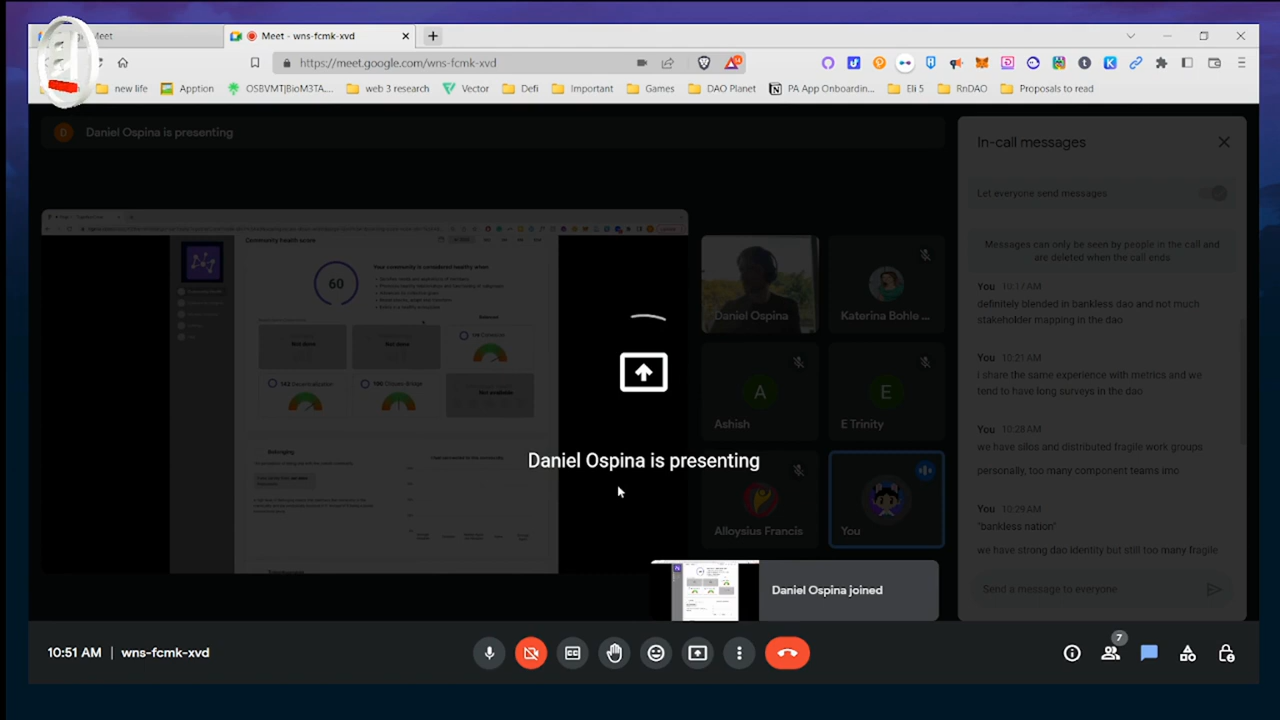 Meet
Meet - wns-fcmk-xvd
https://meet.google.com/wns-fcmk-xvd
new life
Apption
OSBVMTJBioM3TA...
web 3 research
Vector
Defi
Important
Games
DAO Planet
PA App Onboardin...
Eli 5
RnDAO
Proposals to read
D
Daniel Ospina is presenting
In-call messages
Let everyone send messages
Messages can only be seen by people in the call and
are deleted when the call ends
You 10:17 AM
definitely blended in bankless dao and not much
stakeholder mapping in the dao
You 10:21 AM
I share the same experience with metrics and we
tend to have long surveys in the dao
You 10:28 AM
we have silos and distributed fragile work groups
personally, too many component teams imo
You 10:29 AM
"bankless nation"
we have strong dao identity but still too many fragile
Send a message to everyone
Community health score
60
Your community is considered healthy when
Not done
Not done
Not available
Belonging
Daniel Ospina
Katerina Bohle ...
A
Ashish
E
E Trinity
Alloysius Francis
You
Daniel Ospina is presenting
Daniel Ospina joined
10:51 AM | wns-fcmk-xvd
7